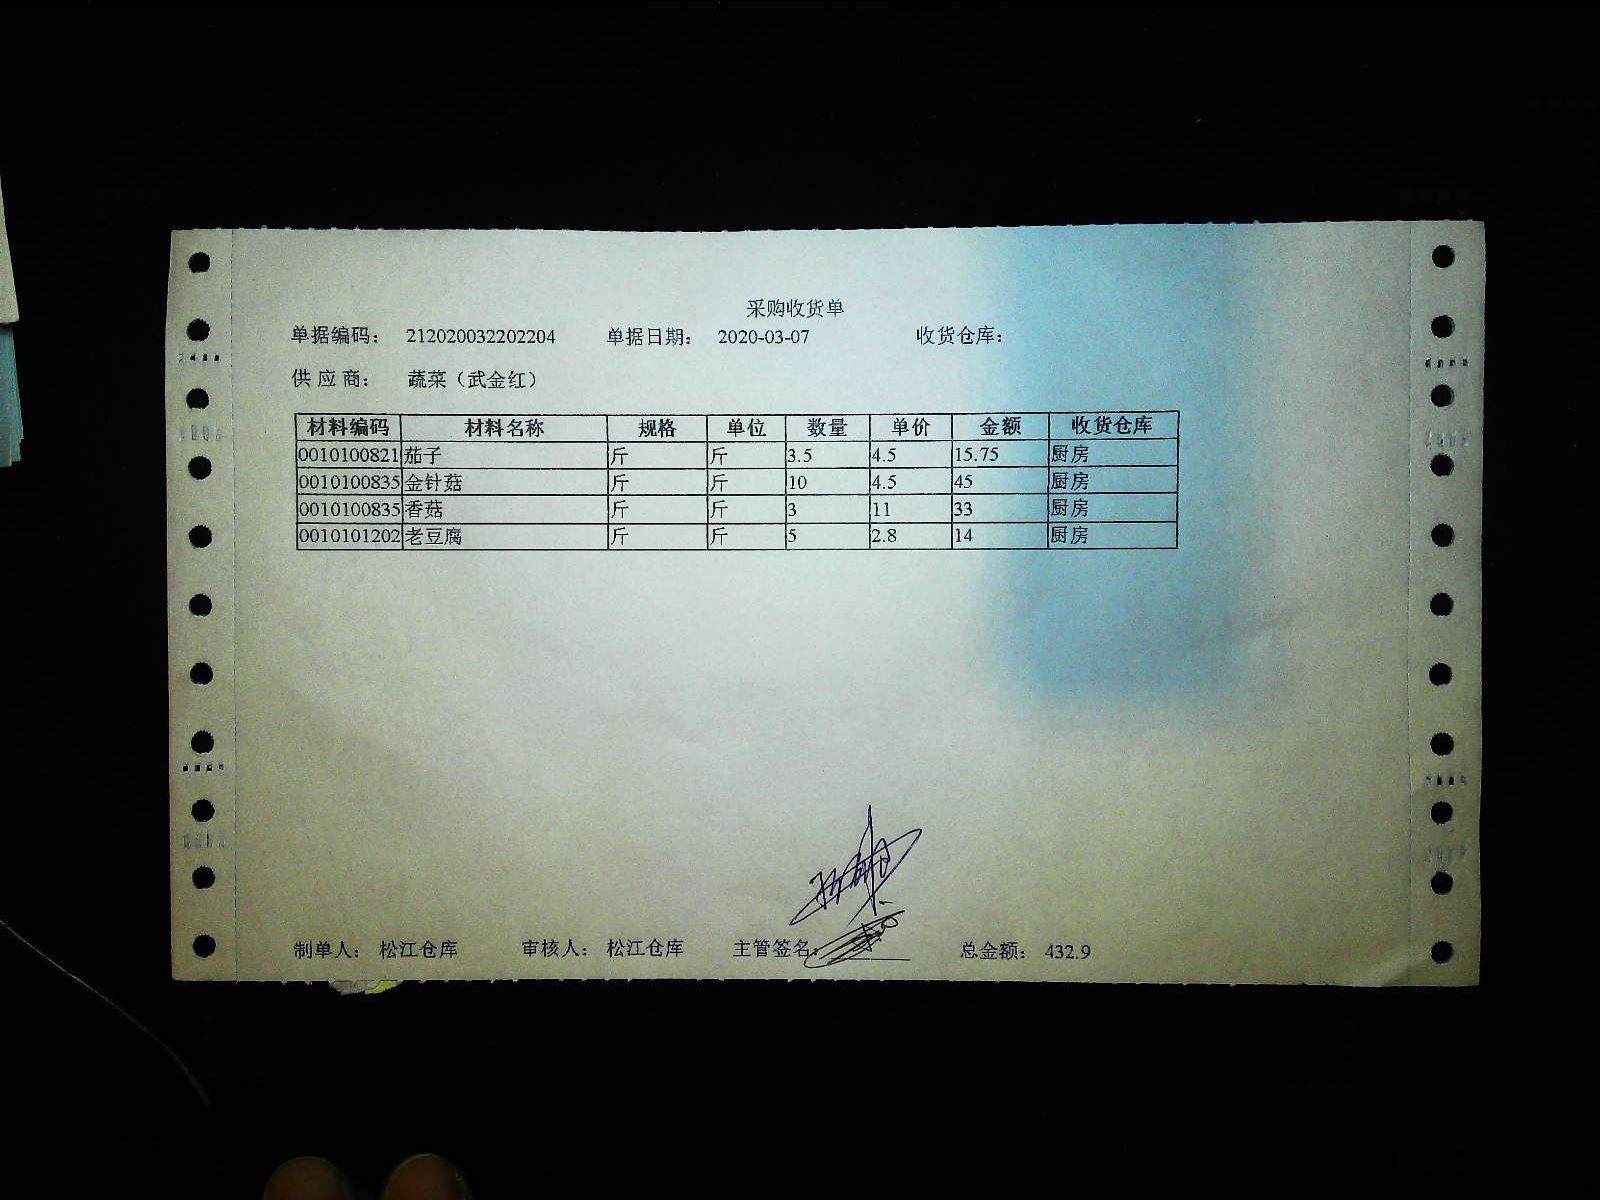 采购收货单
单据编码： 212020032202204 单据日期： 2020-03-07 收货仓库：
供 应 商： 蔬菜（武金红）
材料编码 材料名称 规格 单位 数量 单价 金额 收货仓库
0010100821 茄子 斤 斤 3.5 4.5 15.75 厨房
0010100835 金针菇 斤 斤 10 4.5 45 厨房
0010100835 香菇 斤 斤 3 11 33 厨房
0010101202 老豆腐 斤 斤 5 2.8 14 厨房
制单人： 松江仓库 审核人： 松江仓库 主管签名: 总金额： 432.9